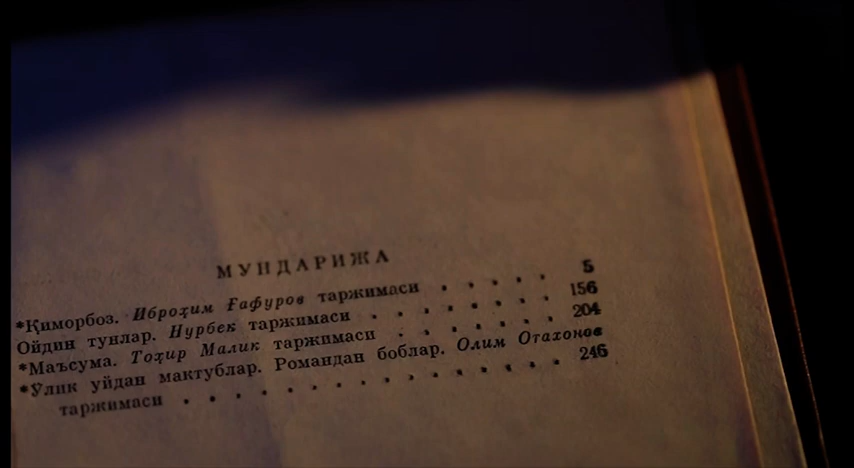 МУНДАРИЖА
*Қиморбоз. Иброҳим Ғафуров таржимаси . . . . . 5
Ойдин тунлар. Нурбек таржимаси . . . . . . . 156
*Маъсума. Тоҳир Малик таржимаси . . . . . . 204
*Ўлик уйдан мактублар. Романдан боблар. Олим Отахонов
таржимаси . . . . . . . . . . . . . . . 246